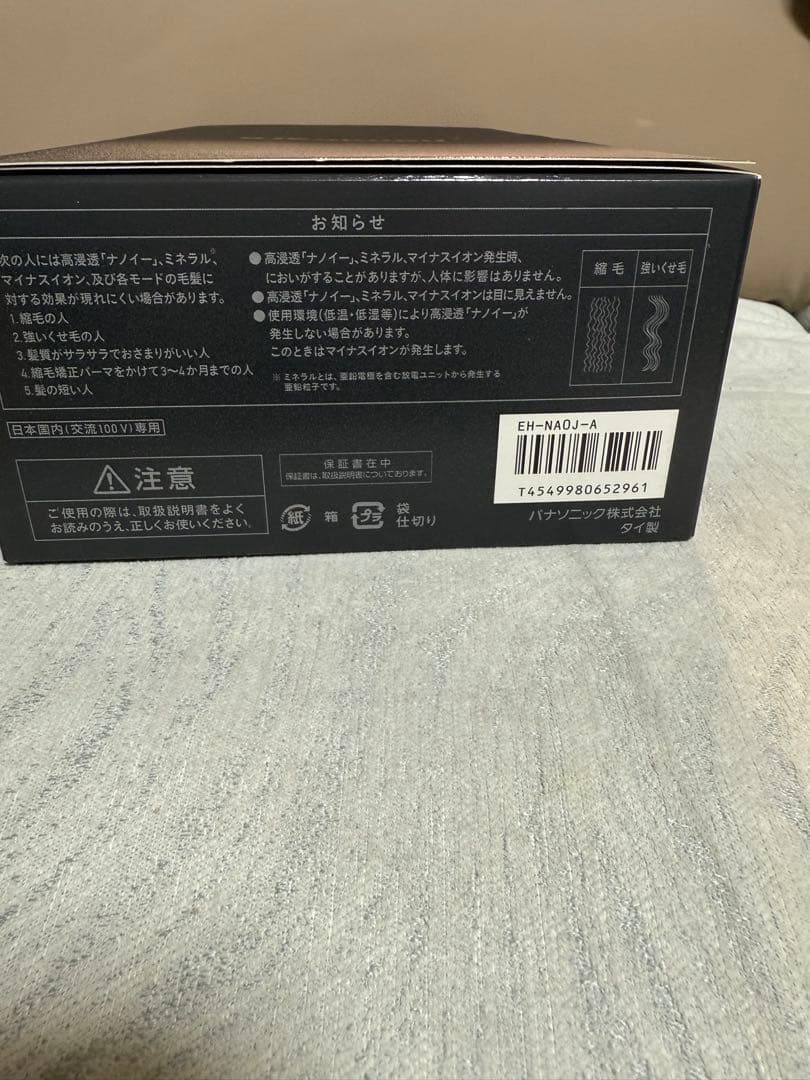 お知らせ
次の人には高浸透「ナノイー」、ミネラル※、
マイナスイオン、及び各モードの毛髪に
対する効果が現れにくい場合があります。
1.縮毛の人
2.強いくせ毛の人
3.髪質がサラサラでおさまりがいい人
4.縮毛矯正パーマをかけて3〜4か月までの人
5.髪の短い人
●高浸透「ナノイー」、ミネラル、マイナスイオン発生時、
においがすることがありますが、人体に影響はありません。
●高浸透「ナノイー」、ミネラル、マイナスイオンは目に見えません。
●使用環境(低温・低湿等)により高浸透「ナノイー」が
発生しない場合があります。
このときはマイナスイオンが発生します。
※ミネラルとは、亜鉛電極を含む放電ユニットから発生する
亜鉛粒子です。
縮毛 強いくせ毛
日本国内(交流100V)専用
注意
ご使用の際は、取扱説明書をよく
お読みのうえ、正しくお使いください。
保証書在中
保証書は、取扱説明書についております。
紙 箱 プラ 袋
仕切り
EH-NA0J-A
T4549980652961
パナソニック株式会社
タイ製